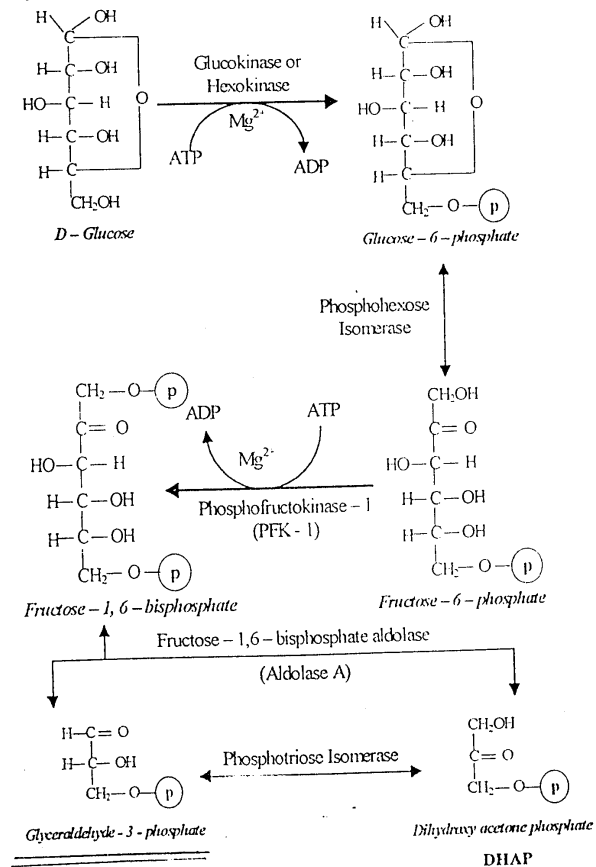 H OH
C
H–C–OH
HO–C–H
O
H–C–OH
H–C
CH₂OH
D – Glucose
Glucokinase or
Hexokinase
Mg²⁺
ATP
ADP
H OH
C
H–C–OH
HO–C–H
O
H–C–OH
H–C
CH₂–O–p
Glucose – 6 – phosphate
Phosphohexose
Isomerase
CH₂–O–p
C=O
HO–C–H
H–C–OH
H–C–OH
CH₂–O–p
Fructose – 1, 6 – bisphosphate
ADP
ATP
Mg²⁺
Phosphofructokinase – 1
(PFK - 1)
CH₂OH
C=O
HO–C–H
H–C–OH
H–C–OH
CH₂–O–p
Fructose – 6 – phosphate
Fructose – 1,6 – bisphosphate aldolase
(Aldolase A)
H–C=O
H–C–OH
CH₂–O–p
Glyceraldehyde - 3 - phosphate
Phosphotriose Isomerase
CH₂OH
C=O
CH₂–O–p
Dihydroxy acetone phosphate
DHAP